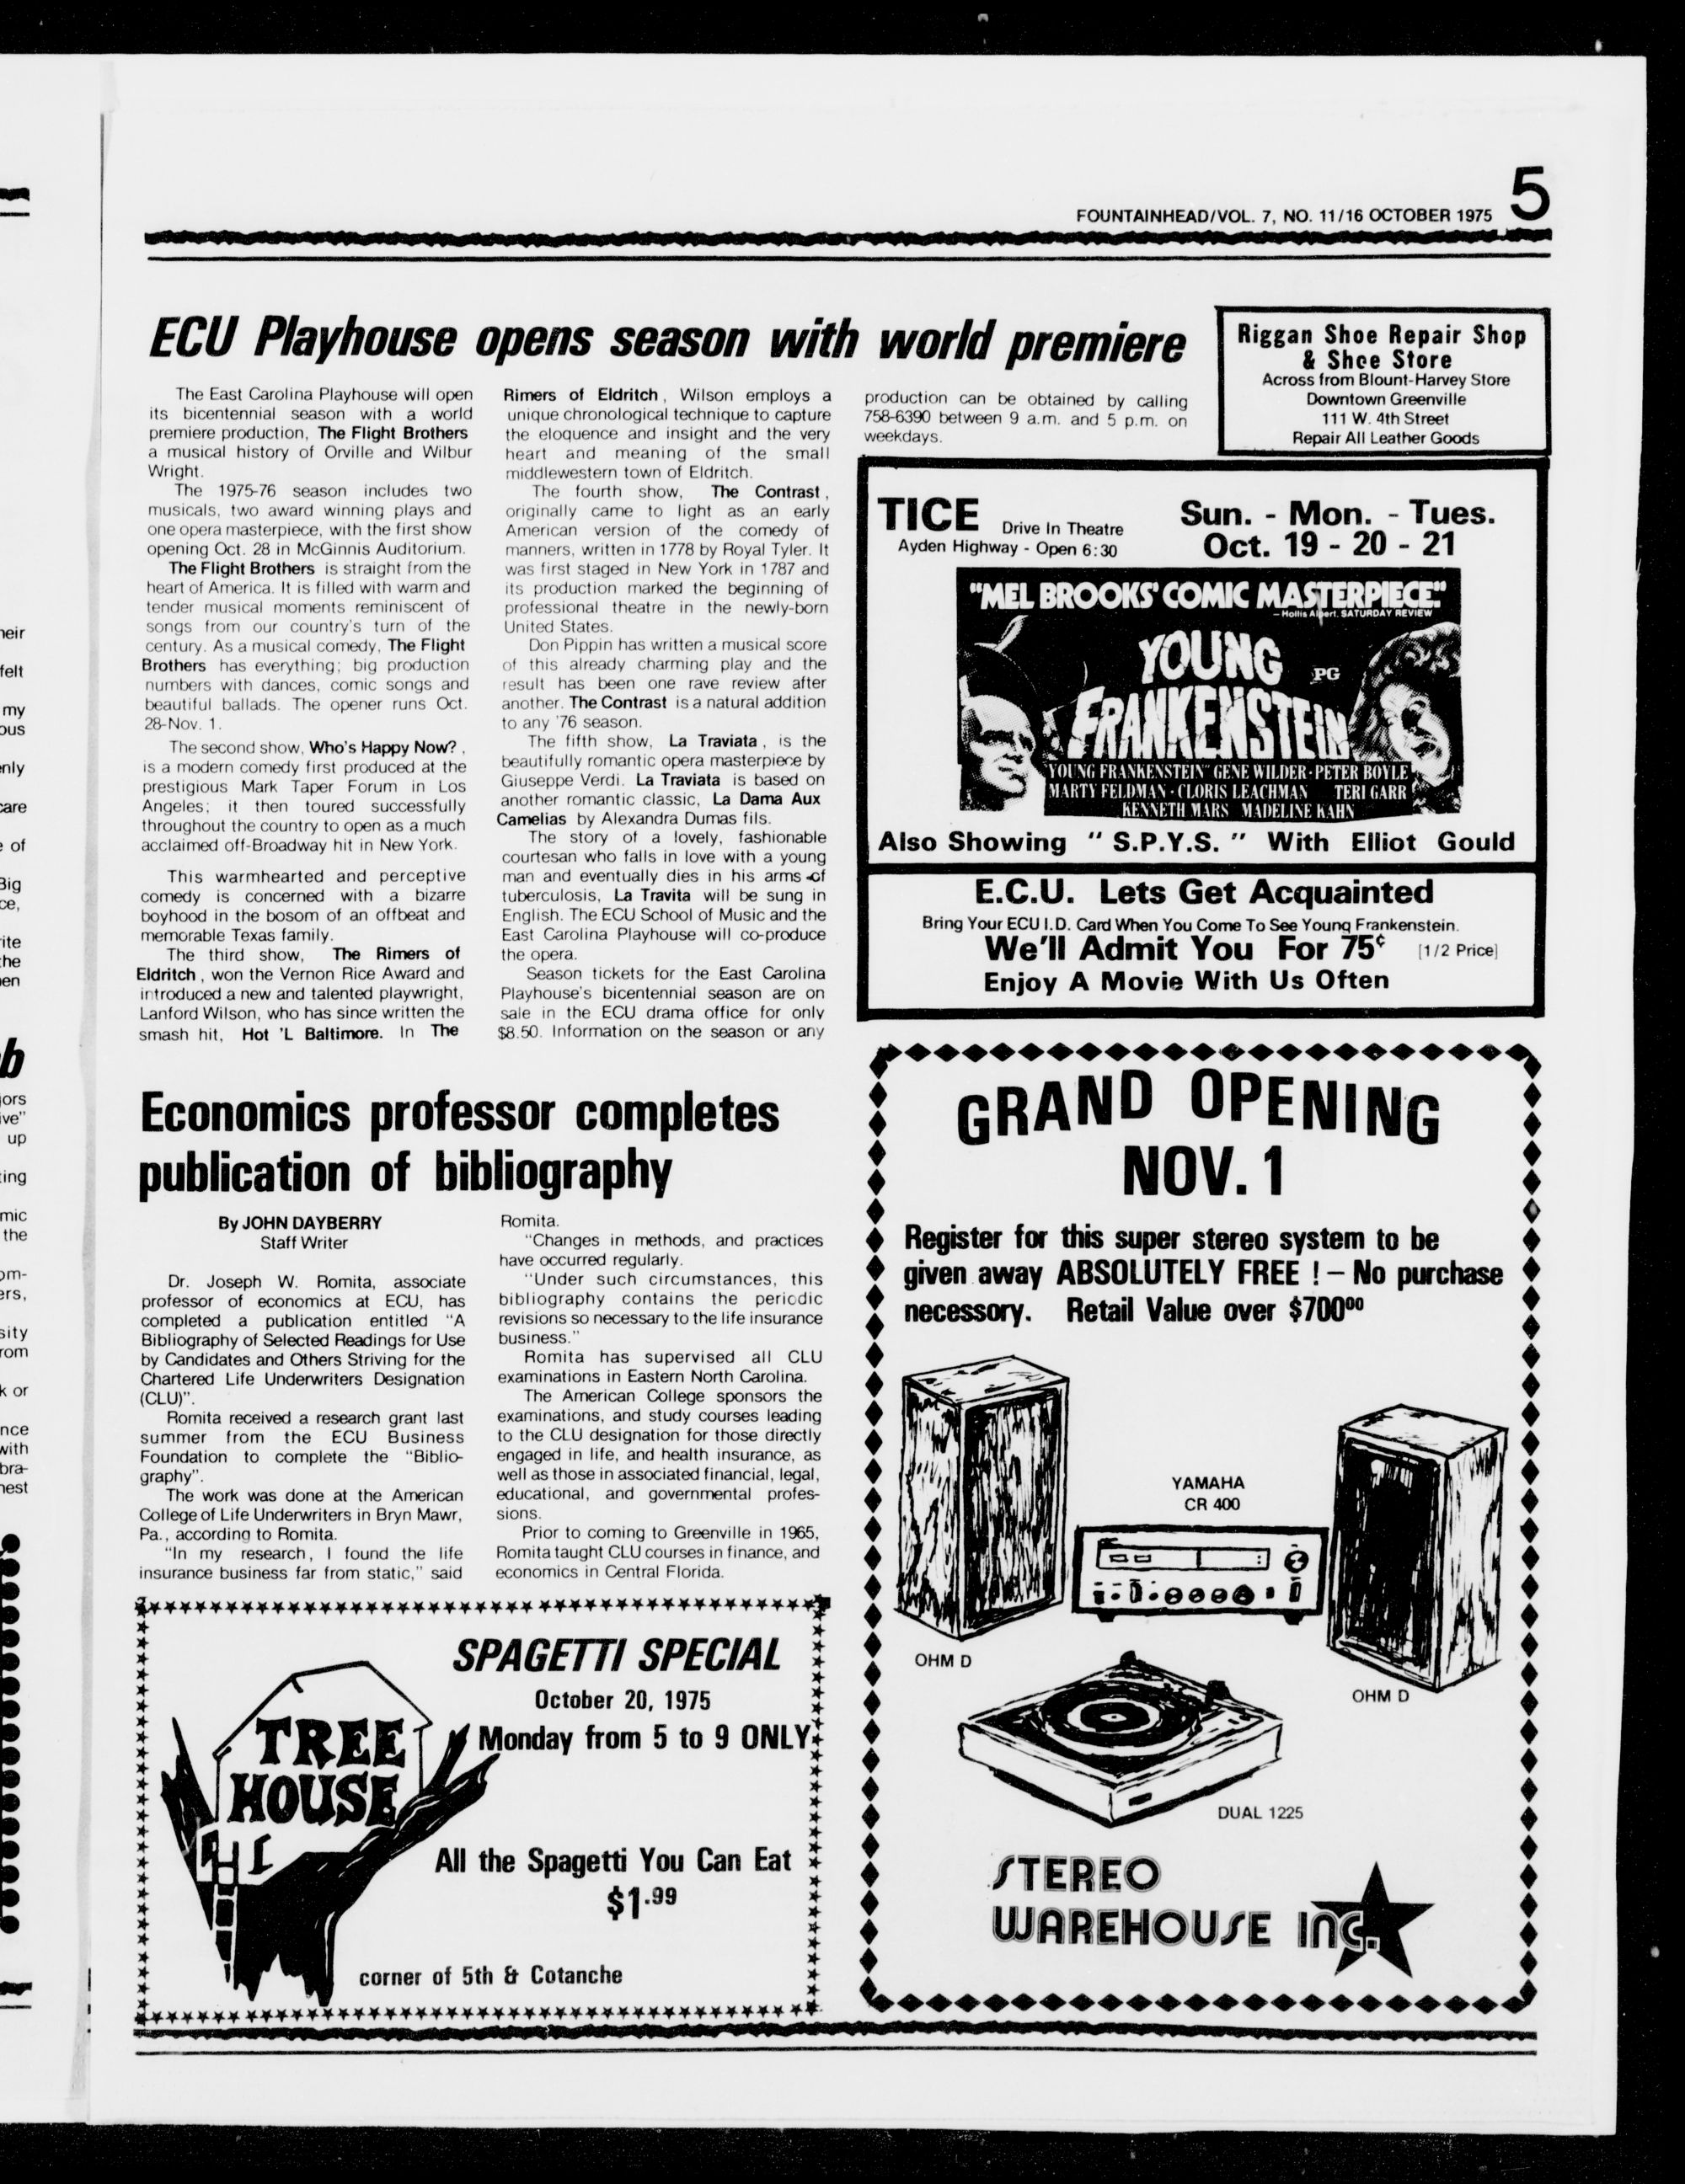 FOUNTAINHEAD/VOL. 7, NO. 11/16 OCTOBER 1975 5
ECU Playhouse opens season with world premiere
The East Carolina Playhouse will open
its bicentennial season with a world
premiere production, The Flight Brothers
a musical history of Orville and Wilbur
Wright.
The 1975-76 season includes two
musicals, two award winning plays and
one opera masterpiece, with the first show
opening Oct. 28 in McGinnis Auditorium.
The Flight Brothers is straight from the
heart of America. It is filled with warm and
tender musical moments reminiscent of
songs from our country's turn of the
century. As a musical comedy, The Flight
Brothers has everything; big production
numbers with dances, comic songs and
beautiful ballads. The opener runs Oct.
28-Nov. 1.
The second show, Who's Happy Now? ,
is a modern comedy first produced at the
prestigious Mark Taper Forum in Los
Angeles; it then toured successfully
throughout the country to open as a much
acclaimed off-Broadway hit in New York.
This warmhearted and perceptive
comedy is concerned with a bizarre
boyhood in the bosom of an offbeat and
memorable Texas family.
The third show, The Rimers of
Eldritch , won the Vernon Rice Award and
introduced a new and talented playwright,
Lanford Wilson, who has since written the
smash hit, Hot 'L Baltimore. In The
Rimers of Eldritch , Wilson employs a
unique chronological technique to capture
the eloquence and insight and the very
heart and meaning of the small
middlewestern town of Eldritch.
The fourth show, The Contrast ,
originally came to light as an early
American version of the comedy of
manners, written in 1778 by Royal Tyler. It
was first staged in New York in 1787 and
its production marked the beginning of
professional theatre in the newly-born
United States.
Don Pippin has written a musical score
of this already charming play and the
result has been one rave review after
another. The Contrast is a natural addition
to any '76 season.
The fifth show, La Traviata , is the
beautifully romantic opera masterpiece by
Giuseppe Verdi. La Traviata is based on
another romantic classic, La Dama Aux
Camelias by Alexandra Dumas fils.
The story of a lovely, fashionable
courtesan who falls in love with a young
man and eventually dies in his arms of
tuberculosis, La Travita will be sung in
English. The ECU School of Music and the
East Carolina Playhouse will co-produce
the opera.
Season tickets for the East Carolina
Playhouse's bicentennial season are on
sale in the ECU drama office for only
$8.50. Information on the season or any
production can be obtained by calling
758-6390 between 9 a.m. and 5 p.m. on
weekdays.
Riggan Shoe Repair Shop
& Shoe Store
Across from Blount-Harvey Store
Downtown Greenville
111 W. 4th Street
Repair All Leather Goods
TICE Drive In Theatre
Ayden Highway - Open 6:30
Sun. - Mon. - Tues.
Oct. 19 - 20 - 21
"MEL BROOKS' COMIC MASTERPIECE."
— Hollis Alpert. SATURDAY REVIEW
YOUNG
PG
FRANKENSTEIN
YOUNG FRANKENSTEIN" GENE WILDER · PETER BOYLE
MARTY FELDMAN · CLORIS LEACHMAN TERI GARR
KENNETH MARS MADELINE KAHN
Also Showing " S.P.Y.S. " With Elliot Gould
E.C.U. Lets Get Acquainted
Bring Your ECU I.D. Card When You Come To See Young Frankenstein.
We'll Admit You For 75¢ [1/2 Price]
Enjoy A Movie With Us Often
Economics professor completes
publication of bibliography
By JOHN DAYBERRY
Staff Writer
Dr. Joseph W. Romita, associate
professor of economics at ECU, has
completed a publication entitled "A
Bibliography of Selected Readings for Use
by Candidates and Others Striving for the
Chartered Life Underwriters Designation
(CLU)".
Romita received a research grant last
summer from the ECU Business
Foundation to complete the "Biblio-
graphy".
The work was done at the American
College of Life Underwriters in Bryn Mawr,
Pa., according to Romita.
"In my research, I found the life
insurance business far from static," said
Romita.
"Changes in methods, and practices
have occurred regularly.
"Under such circumstances, this
bibliography contains the periodic
revisions so necessary to the life insurance
business."
Romita has supervised all CLU
examinations in Eastern North Carolina.
The American College sponsors the
examinations, and study courses leading
to the CLU designation for those directly
engaged in life, and health insurance, as
well as those in associated financial, legal,
educational, and governmental profes-
sions.
Prior to coming to Greenville in 1965,
Romita taught CLU courses in finance, and
economics in Central Florida.
SPAGETTI SPECIAL
October 20, 1975
Monday from 5 to 9 ONLY
TREE
HOUSE
All the Spagetti You Can Eat
$1.99
corner of 5th & Cotanche
GRAND OPENING
NOV. 1
Register for this super stereo system to be
given away ABSOLUTELY FREE ! – No purchase
necessary. Retail Value over $700⁰⁰
YAMAHA
CR 400
OHM D
OHM D
DUAL 1225
STEREO
WAREHOUSE INC.